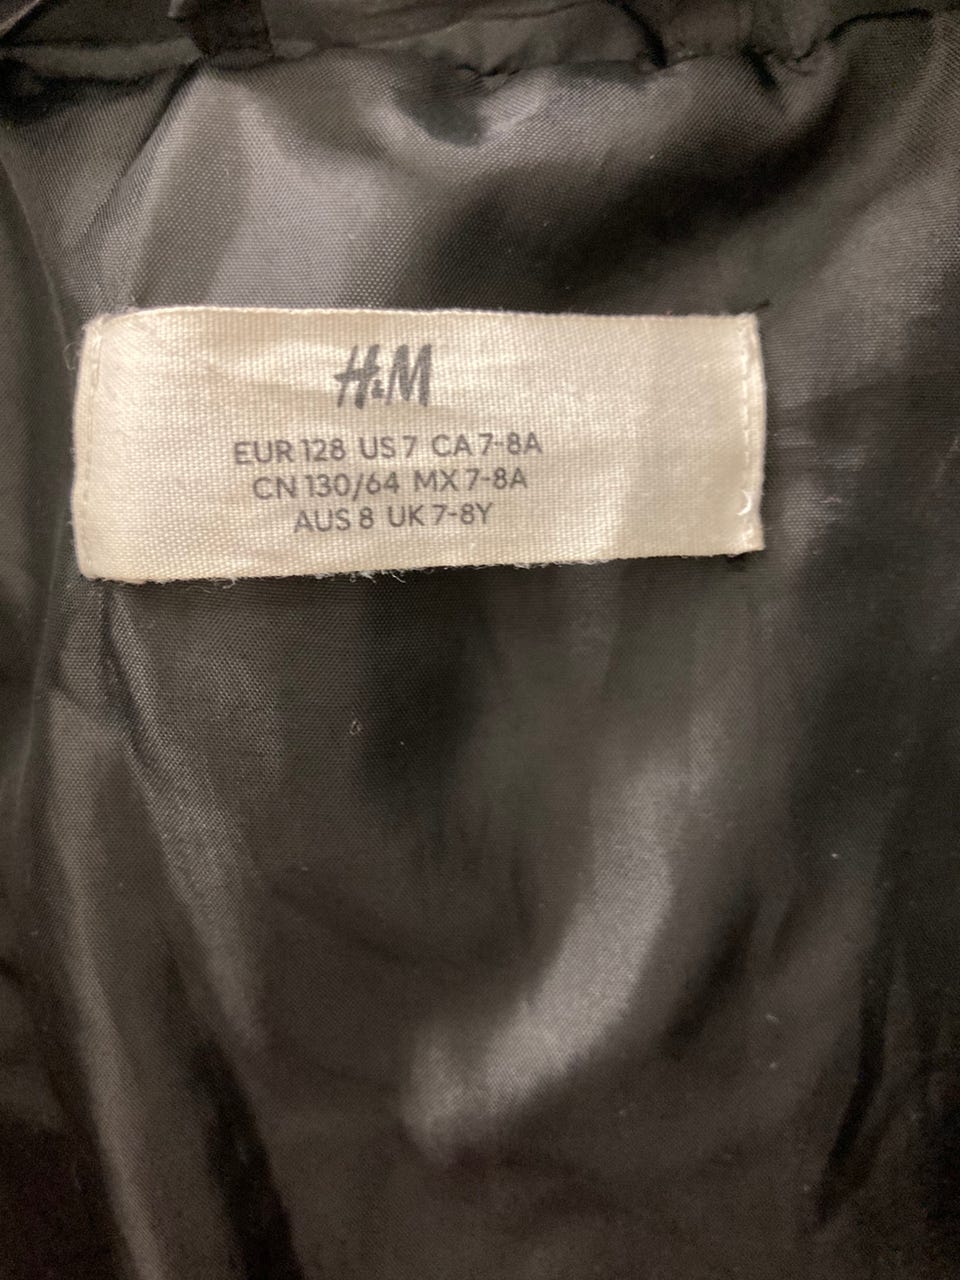 H&M
EUR 128 US 7 CA 7-8A
CN 130/64 MX 7-8A
AUS 8 UK 7-8Y